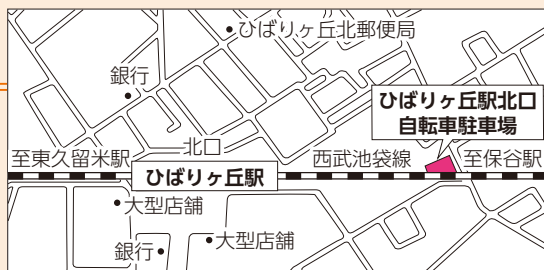 ひばりヶ丘北郵便局
銀行
ひばりヶ丘駅北口
自転車駐車場
北口
至東久留米駅
西武池袋線
至保谷駅
ひばりヶ丘駅
大型店舗
大型店舗
銀行